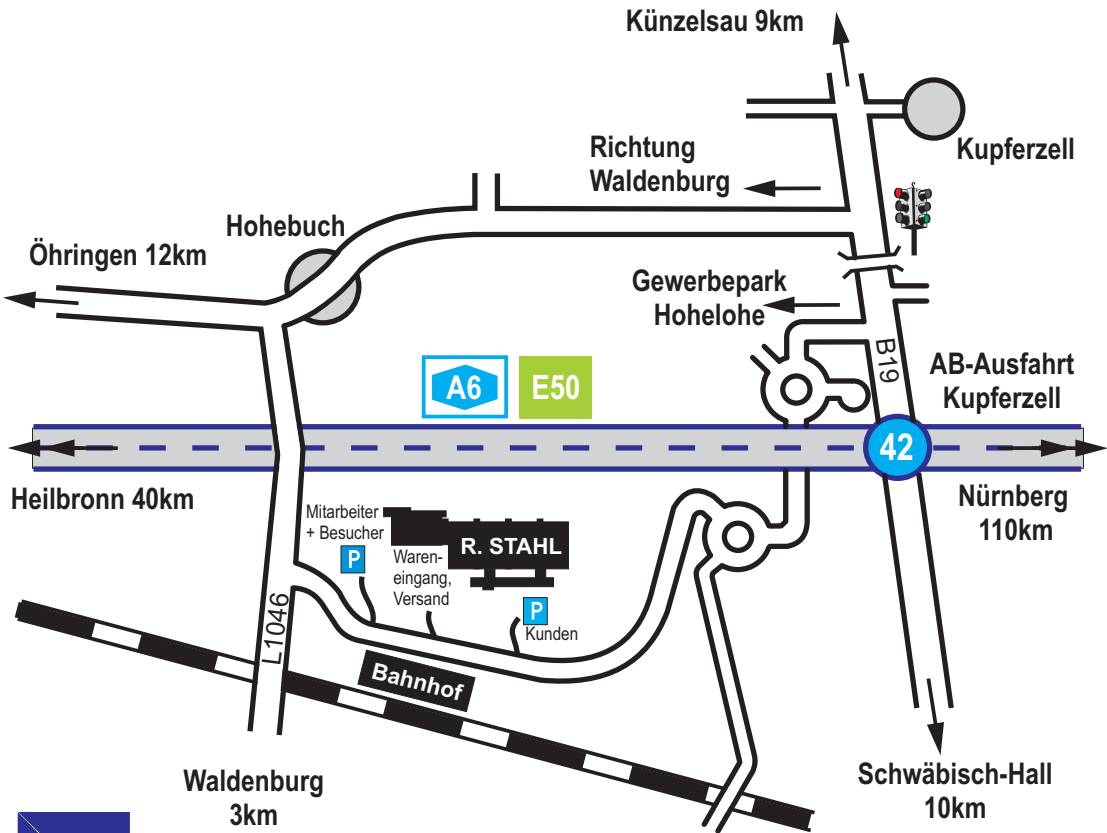 Künzelsau 9km
Kupferzell
Richtung
Waldenburg
Hohebuch
Öhringen 12km
Gewerbepark
Hohelohe
B19
AB-Ausfahrt
Kupferzell
A6
E50
42
Heilbronn 40km
Nürnberg
110km
Mitarbeiter
+ Besucher
P
Waren-
eingang,
Versand
R. STAHL
P
Kunden
L1046
Bahnhof
Waldenburg
3km
Schwäbisch-Hall
10km